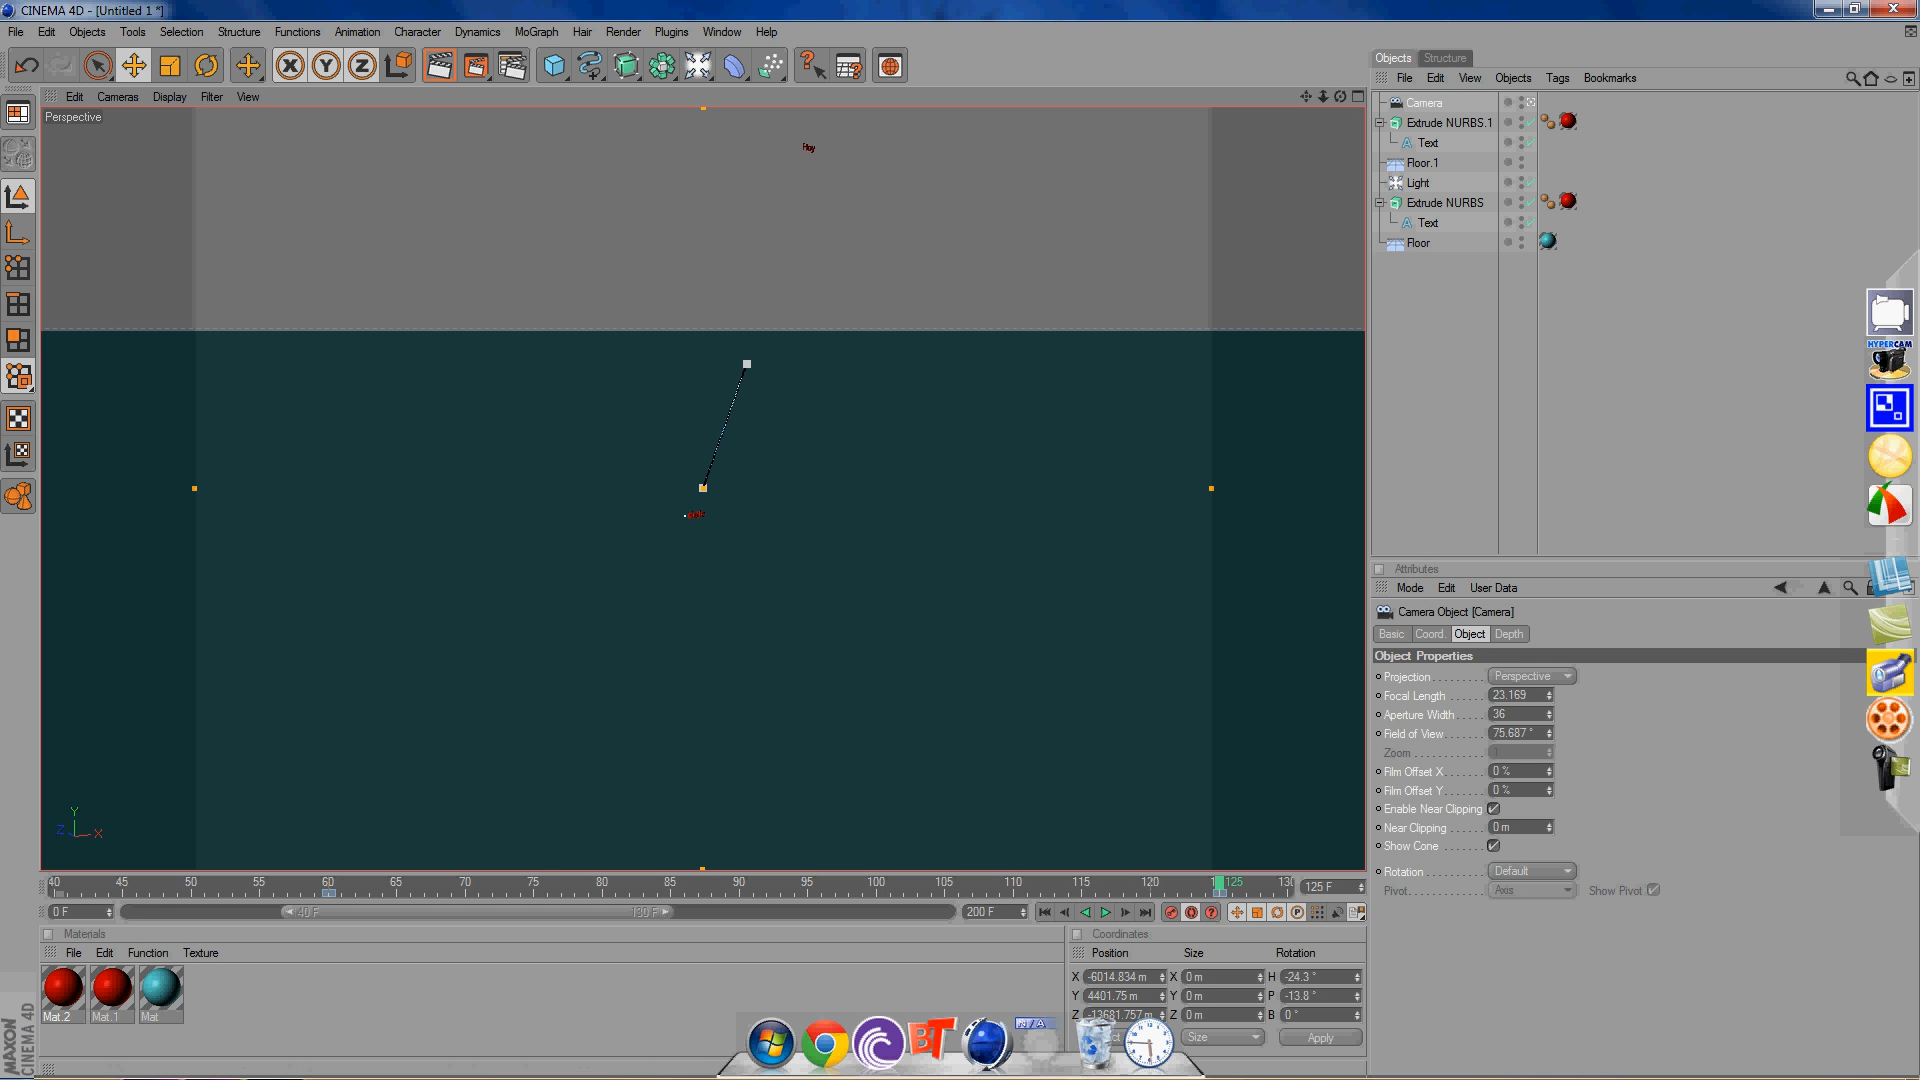 CINEMA 4D - [Untitled 1 *]
File Edit Objects Tools Selection Structure Functions Animation Character Dynamics MoGraph Hair Render Plugins Window Help
Edit Cameras Display Filter View
Perspective
Objects Structure
File Edit View Objects Tags Bookmarks
Camera
Extrude NURBS.1
Text
Floor.1
Light
Extrude NURBS
Text
Floor
HYPERCAM
Attributes
Mode Edit User Data
Camera Object [Camera]
Basic Coord. Object Depth
Object Properties
Projection Perspective
Focal Length 23.169
Aperture Width 36
Field of View 75.687 °
Zoom 1
Film Offset X 0 %
Film Offset Y 0 %
Enable Near Clipping
Near Clipping 0 m
Show Cone
Rotation Default
Pivot Axis Show Pivot
Y
Z X
40 45 50 55 60 65 70 75 80 85 90 95 100 105 110 115 120 125 125 F
0 F 40 F 130 F 200 F
Materials
File Edit Function Texture
Mat.2 Mat.1 Mat
Coordinates
Position Size Rotation
X -6014.834 m X 0 m H -24.3 °
Y 4401.75 m Y 0 m P -13.8 °
Z -13681.757 m Z 0 m B 0 °
Size Apply
N/A
BT
MAXON
CINEMA 4D